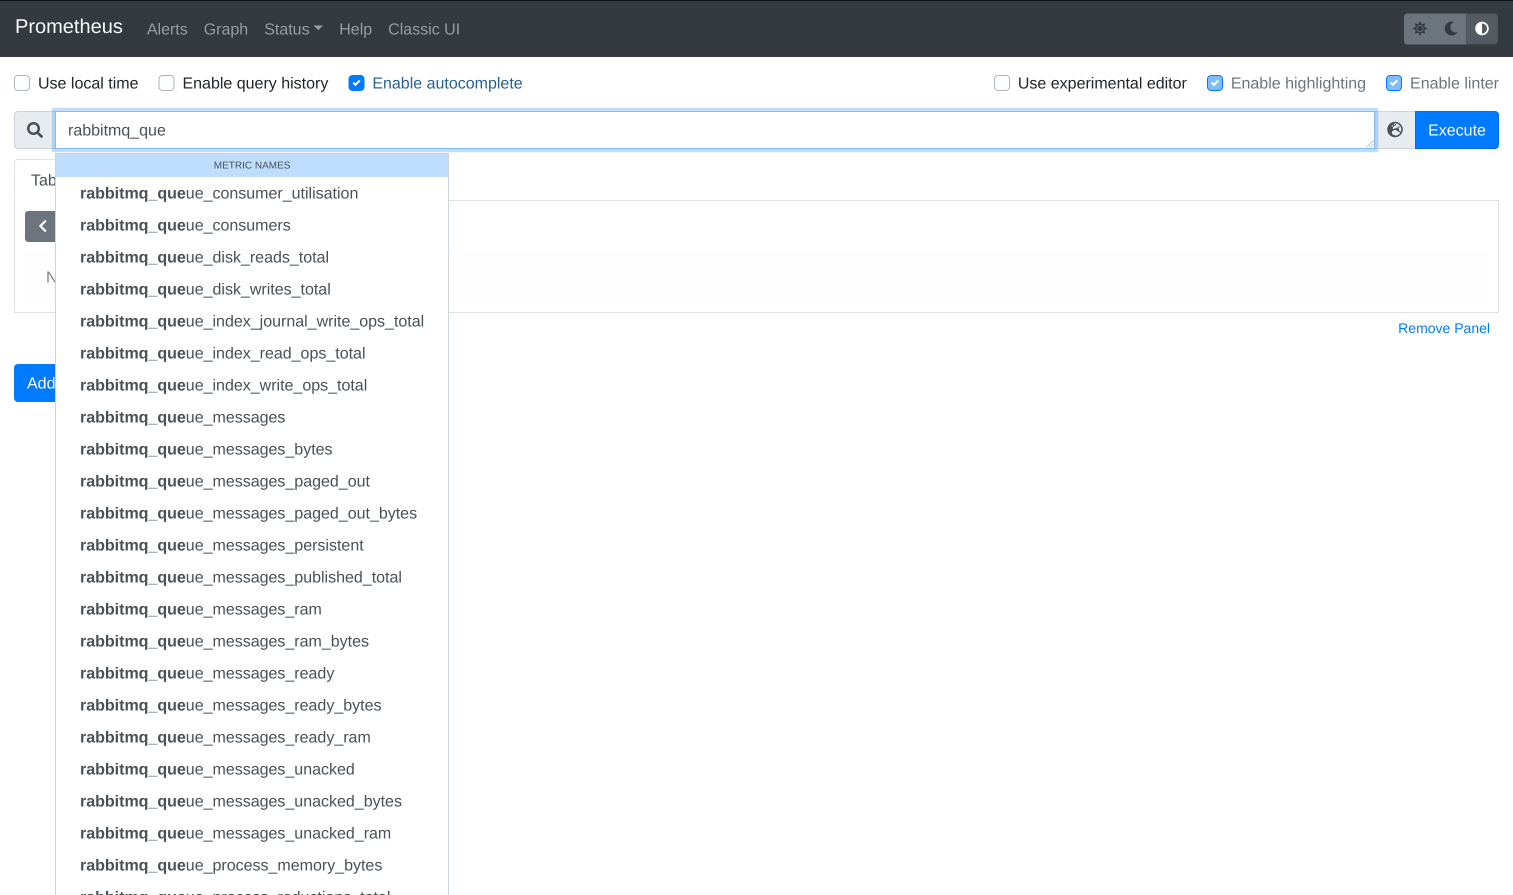 Prometheus Alerts Graph Status Help Classic UI
Use local time Enable query history Enable autocomplete Use experimental editor Enable highlighting Enable linter
rabbitmq_que Execute
METRIC NAMES
Tab
rabbitmq_queue_consumer_utilisation
rabbitmq_queue_consumers
rabbitmq_queue_disk_reads_total
N
rabbitmq_queue_disk_writes_total
rabbitmq_queue_index_journal_write_ops_total
Remove Panel
rabbitmq_queue_index_read_ops_total
Add
rabbitmq_queue_index_write_ops_total
rabbitmq_queue_messages
rabbitmq_queue_messages_bytes
rabbitmq_queue_messages_paged_out
rabbitmq_queue_messages_paged_out_bytes
rabbitmq_queue_messages_persistent
rabbitmq_queue_messages_published_total
rabbitmq_queue_messages_ram
rabbitmq_queue_messages_ram_bytes
rabbitmq_queue_messages_ready
rabbitmq_queue_messages_ready_bytes
rabbitmq_queue_messages_ready_ram
rabbitmq_queue_messages_unacked
rabbitmq_queue_messages_unacked_bytes
rabbitmq_queue_messages_unacked_ram
rabbitmq_queue_process_memory_bytes
rabbitmq_queue_process_reductions_total